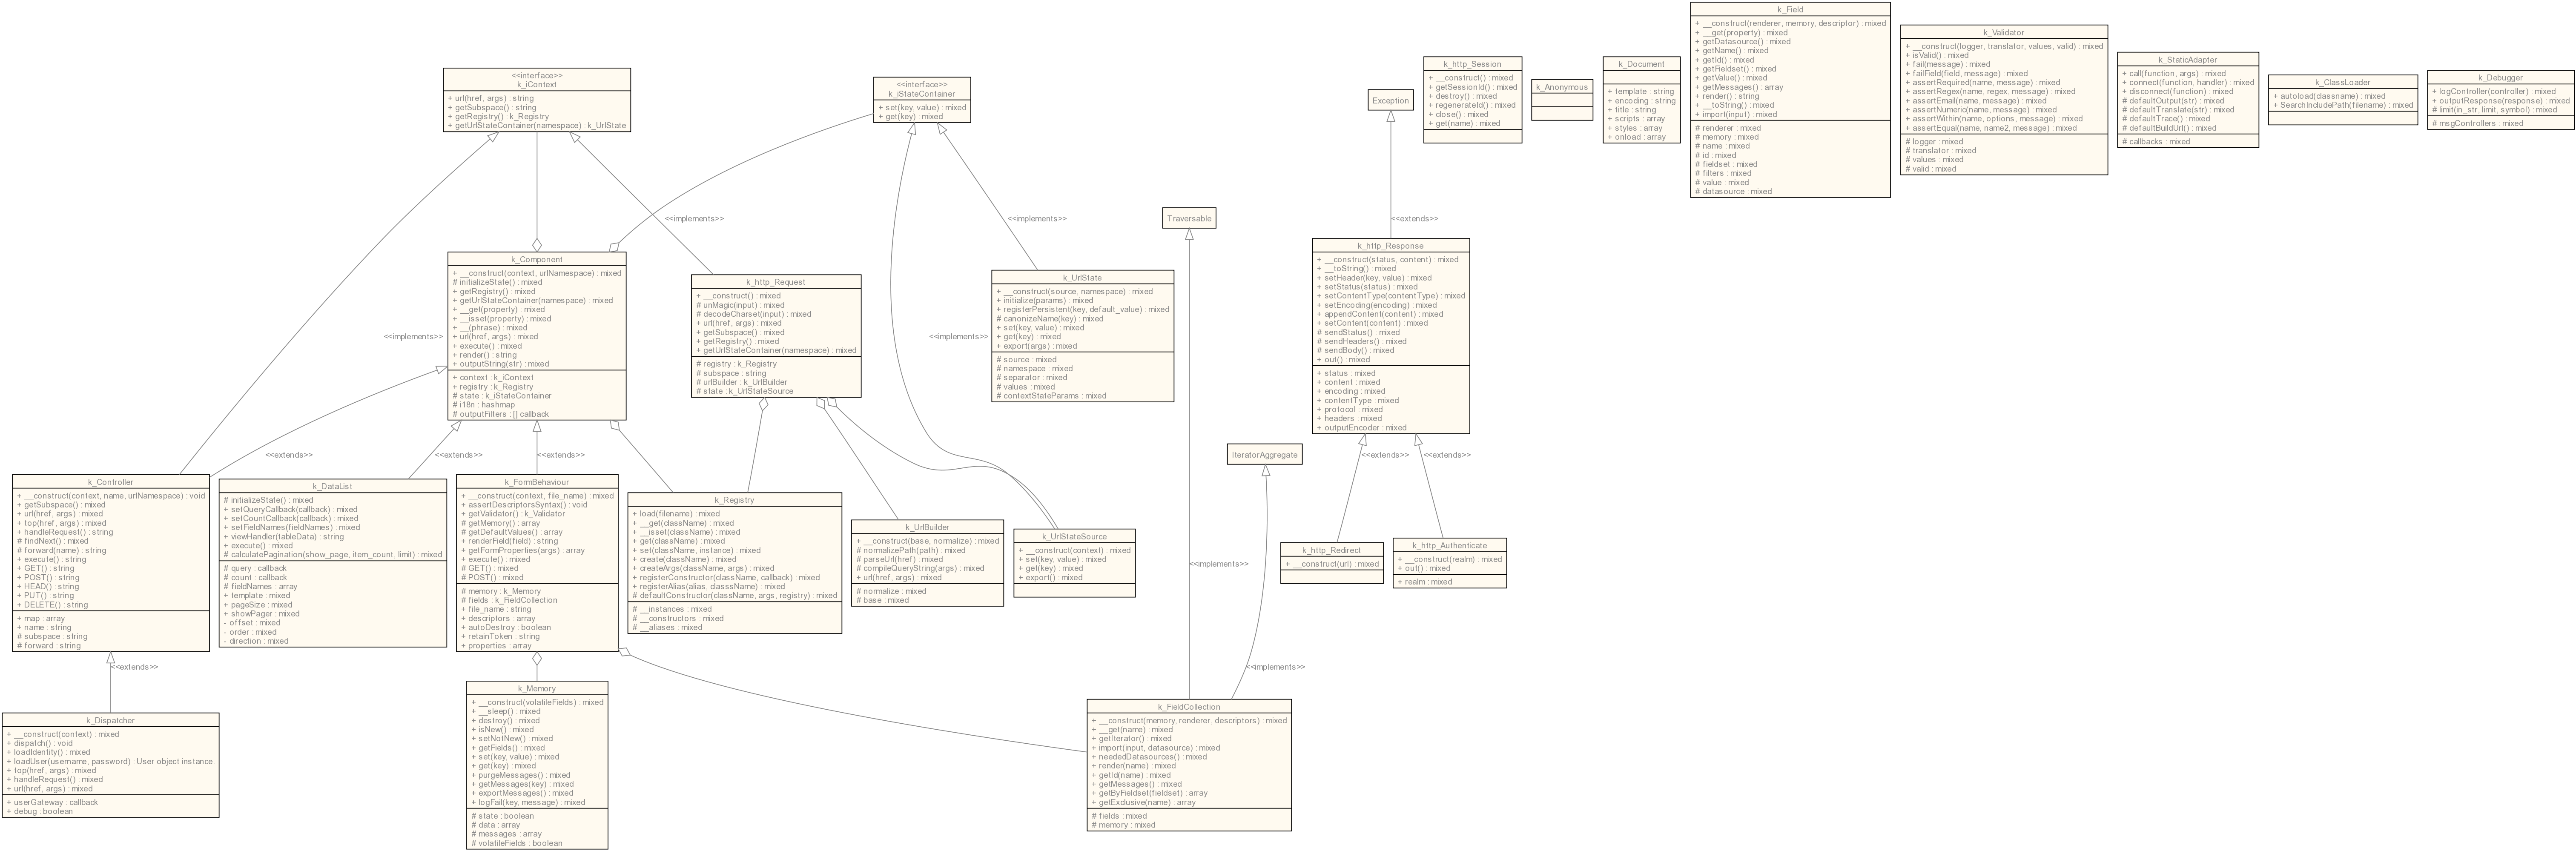 <<interface>>
k_iContext
+ url(href, args) : string
+ getSubspace() : string
+ getRegistry() : k_Registry
+ getUrlStateContainer(namespace) : k_UrlState
<<interface>>
k_iStateContainer
+ set(key, value) : mixed
+ get(key) : mixed
Exception
k_http_Session
+ __construct() : mixed
+ getSessionId() : mixed
+ destroy() : mixed
+ regenerateId() : mixed
+ close() : mixed
+ get(name) : mixed
k_Anonymous
k_Document
+ template : string
+ encoding : string
+ title : string
+ scripts : array
+ styles : array
+ onload : array
k_Field
+ __construct(renderer, memory, descriptor) : mixed
+ __get(property) : mixed
+ getDatasource() : mixed
+ getName() : mixed
+ getId() : mixed
+ getFieldset() : mixed
+ getValue() : mixed
+ getMessages() : array
+ render() : string
+ __toString() : mixed
+ import(input) : mixed
# renderer : mixed
# memory : mixed
# name : mixed
# id : mixed
# fieldset : mixed
# filters : mixed
# value : mixed
# datasource : mixed
k_Validator
+ __construct(logger, translator, values, valid) : mixed
+ isValid() : mixed
+ fail(message) : mixed
+ failField(field, message) : mixed
+ assertRequired(name, message) : mixed
+ assertRegex(name, regex, message) : mixed
+ assertEmail(name, message) : mixed
+ assertNumeric(name, message) : mixed
+ assertWithin(name, options, message) : mixed
+ assertEqual(name, name2, message) : mixed
# logger : mixed
# translator : mixed
# values : mixed
# valid : mixed
k_StaticAdapter
+ call(function, args) : mixed
+ connect(function, handler) : mixed
+ disconnect(function) : mixed
# defaultOutput(str) : mixed
# defaultTranslate(str) : mixed
# defaultTrace() : mixed
# defaultBuildUrl() : mixed
# callbacks : mixed
k_ClassLoader
+ autoload(classname) : mixed
+ SearchIncludePath(filename) : mixed
k_Debugger
+ logController(controller) : mixed
+ outputResponse(response) : mixed
# limit(in_str, limit, symbol) : mixed
# msgControllers : mixed
<<implements>>
<<implements>>
<<extends>>
Traversable
k_Component
+ __construct(context, urlNamespace) : mixed
# initializeState() : mixed
+ getRegistry() : mixed
+ getUrlStateContainer(namespace) : mixed
+ __get(property) : mixed
+ __isset(property) : mixed
+ __(phrase) : mixed
+ url(href, args) : mixed
+ execute() : mixed
+ render() : string
+ outputString(str) : mixed
+ context : k_iContext
+ registry : k_Registry
# state : k_iStateContainer
# i18n : hashmap
# outputFilters : [] callback
k_http_Request
+ __construct() : mixed
# unMagic(input) : mixed
# decodeCharset(input) : mixed
+ url(href, args) : mixed
+ getSubspace() : mixed
+ getRegistry() : mixed
+ getUrlStateContainer(namespace) : mixed
# registry : k_Registry
# subspace : string
# urlBuilder : k_UrlBuilder
# state : k_UrlStateSource
k_UrlState
+ __construct(source, namespace) : mixed
+ initialize(params) : mixed
+ registerPersistent(key, default_value) : mixed
# canonizeName(key) : mixed
+ set(key, value) : mixed
+ get(key) : mixed
+ export(args) : mixed
# source : mixed
# namespace : mixed
# separator : mixed
# values : mixed
# contextStateParams : mixed
k_http_Response
+ __construct(status, content) : mixed
+ __toString() : mixed
+ setHeader(key, value) : mixed
+ setStatus(status) : mixed
+ setContentType(contentType) : mixed
+ setEncoding(encoding) : mixed
+ appendContent(content) : mixed
+ setContent(content) : mixed
# sendStatus() : mixed
# sendHeaders() : mixed
# sendBody() : mixed
+ out() : mixed
+ status : mixed
+ content : mixed
+ encoding : mixed
+ contentType : mixed
+ protocol : mixed
+ headers : mixed
+ outputEncoder : mixed
<<implements>>
<<implements>>
<<extends>>
<<extends>>
<<extends>>
<<extends>>
<<extends>>
IteratorAggregate
k_Controller
+ __construct(context, name, urlNamespace) : void
+ getSubspace() : mixed
+ url(href, args) : mixed
+ top(href, args) : mixed
+ handleRequest() : string
# findNext() : mixed
# forward(name) : string
+ execute() : string
+ GET() : string
+ POST() : string
+ HEAD() : string
+ PUT() : string
+ DELETE() : string
+ map : array
+ name : string
# subspace : string
# forward : string
k_DataList
# initializeState() : mixed
+ setQueryCallback(callback) : mixed
+ setCountCallback(callback) : mixed
+ setFieldNames(fieldNames) : mixed
+ viewHandler(tableData) : string
+ execute() : mixed
# calculatePagination(show_page, item_count, limit) : mixed
# query : callback
# count : callback
# fieldNames : array
+ template : mixed
+ pageSize : mixed
+ showPager : mixed
- offset : mixed
- order : mixed
- direction : mixed
k_FormBehaviour
+ __construct(context, file_name) : mixed
+ assertDescriptorsSyntax() : void
+ getValidator() : k_Validator
# getMemory() : array
# getDefaultValues() : array
+ renderField(field) : string
+ getFormProperties(args) : array
+ execute() : mixed
# GET() : mixed
# POST() : mixed
# memory : k_Memory
# fields : k_FieldCollection
+ file_name : string
+ descriptors : array
+ autoDestroy : boolean
+ retainToken : string
+ properties : array
k_Registry
+ load(filename) : mixed
+ __get(className) : mixed
+ __isset(className) : mixed
+ get(className) : mixed
+ set(className, instance) : mixed
+ create(className) : mixed
+ createArgs(className, args) : mixed
+ registerConstructor(className, callback) : mixed
+ registerAlias(alias, classsName) : mixed
# defaultConstructor(className, args, registry) : mixed
# __instances : mixed
# __constructors : mixed
# __aliases : mixed
k_UrlBuilder
+ __construct(base, normalize) : mixed
# normalizePath(path) : mixed
# parseUrl(href) : mixed
# compileQueryString(args) : mixed
+ url(href, args) : mixed
# normalize : mixed
# base : mixed
k_UrlStateSource
+ __construct(context) : mixed
+ set(key, value) : mixed
+ get(key) : mixed
+ export() : mixed
k_http_Redirect
+ __construct(url) : mixed
k_http_Authenticate
+ __construct(realm) : mixed
+ out() : mixed
+ realm : mixed
<<implements>>
<<extends>>
<<implements>>
k_Dispatcher
+ __construct(context) : mixed
+ dispatch() : void
+ loadIdentity() : mixed
+ loadUser(username, password) : User object instance.
+ top(href, args) : mixed
+ handleRequest() : mixed
+ url(href, args) : mixed
+ userGateway : callback
+ debug : boolean
k_Memory
+ __construct(volatileFields) : mixed
+ __sleep() : mixed
+ destroy() : mixed
+ isNew() : mixed
+ setNotNew() : mixed
+ getFields() : mixed
+ set(key, value) : mixed
+ get(key) : mixed
+ purgeMessages() : mixed
+ getMessages(key) : mixed
+ exportMessages() : mixed
+ logFail(key, message) : mixed
# state : boolean
# data : array
# messages : array
# volatileFields : boolean
k_FieldCollection
+ __construct(memory, renderer, descriptors) : mixed
+ __get(name) : mixed
+ getIterator() : mixed
+ import(input, datasource) : mixed
+ neededDatasources() : mixed
+ render(name) : mixed
+ getId(name) : mixed
+ getMessages() : mixed
+ getByFieldset(fieldset) : array
+ getExclusive(name) : array
# fields : mixed
# memory : mixed